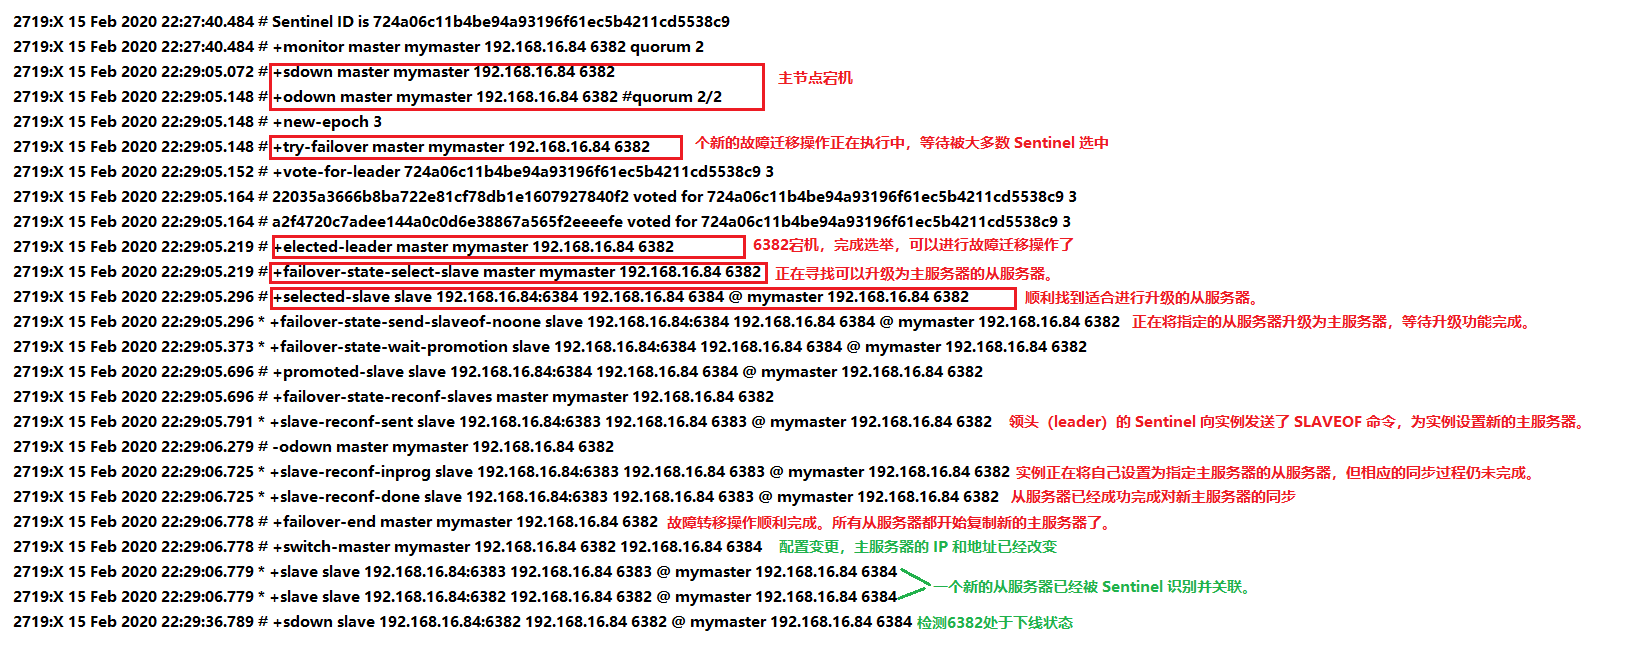 2719:X 15 Feb 2020 22:27:40.484 # Sentinel ID is 724a06c11b4be94a93196f61ec5b4211cd5538c9
2719:X 15 Feb 2020 22:27:40.484 # +monitor master mymaster 192.168.16.84 6382 quorum 2
2719:X 15 Feb 2020 22:29:05.072 # +sdown master mymaster 192.168.16.84 6382 主节点宕机
2719:X 15 Feb 2020 22:29:05.148 # +odown master mymaster 192.168.16.84 6382 #quorum 2/2
2719:X 15 Feb 2020 22:29:05.148 # +new-epoch 3
2719:X 15 Feb 2020 22:29:05.148 # +try-failover master mymaster 192.168.16.84 6382 个新的故障迁移操作正在执行中，等待被大多数 Sentinel 选中
2719:X 15 Feb 2020 22:29:05.152 # +vote-for-leader 724a06c11b4be94a93196f61ec5b4211cd5538c9 3
2719:X 15 Feb 2020 22:29:05.164 # 22035a3666b8ba722e81cf78db1e1607927840f2 voted for 724a06c11b4be94a93196f61ec5b4211cd5538c9 3
2719:X 15 Feb 2020 22:29:05.164 # a2f4720c7adee144a0c0d6e38867a565f2eeeefe voted for 724a06c11b4be94a93196f61ec5b4211cd5538c9 3
2719:X 15 Feb 2020 22:29:05.219 # +elected-leader master mymaster 192.168.16.84 6382 6382宕机，完成选举，可以进行故障迁移操作了
2719:X 15 Feb 2020 22:29:05.219 # +failover-state-select-slave master mymaster 192.168.16.84 6382 正在寻找可以升级为主服务器的从服务器。
2719:X 15 Feb 2020 22:29:05.296 # +selected-slave slave 192.168.16.84:6384 192.168.16.84 6384 @ mymaster 192.168.16.84 6382 顺利找到适合进行升级的从服务器。
2719:X 15 Feb 2020 22:29:05.296 * +failover-state-send-slaveof-noone slave 192.168.16.84:6384 192.168.16.84 6384 @ mymaster 192.168.16.84 6382 正在将指定的从服务器升级为主服务器，等待升级功能完成。
2719:X 15 Feb 2020 22:29:05.373 * +failover-state-wait-promotion slave 192.168.16.84:6384 192.168.16.84 6384 @ mymaster 192.168.16.84 6382
2719:X 15 Feb 2020 22:29:05.696 # +promoted-slave slave 192.168.16.84:6384 192.168.16.84 6384 @ mymaster 192.168.16.84 6382
2719:X 15 Feb 2020 22:29:05.696 # +failover-state-reconf-slaves master mymaster 192.168.16.84 6382
2719:X 15 Feb 2020 22:29:05.791 * +slave-reconf-sent slave 192.168.16.84:6383 192.168.16.84 6383 @ mymaster 192.168.16.84 6382 领头（leader）的 Sentinel 向实例发送了 SLAVEOF 命令，为实例设置新的主服务器。
2719:X 15 Feb 2020 22:29:06.279 # -odown master mymaster 192.168.16.84 6382
2719:X 15 Feb 2020 22:29:06.725 * +slave-reconf-inprog slave 192.168.16.84:6383 192.168.16.84 6383 @ mymaster 192.168.16.84 6382 实例正在将自己设置为指定主服务器的从服务器，但相应的同步过程仍未完成。
2719:X 15 Feb 2020 22:29:06.725 * +slave-reconf-done slave 192.168.16.84:6383 192.168.16.84 6383 @ mymaster 192.168.16.84 6382 从服务器已经成功完成对新主服务器的同步
2719:X 15 Feb 2020 22:29:06.778 # +failover-end master mymaster 192.168.16.84 6382 故障转移操作顺利完成。所有从服务器都开始复制新的主服务器了。
2719:X 15 Feb 2020 22:29:06.778 # +switch-master mymaster 192.168.16.84 6382 192.168.16.84 6384 配置变更，主服务器的 IP 和地址已经改变
2719:X 15 Feb 2020 22:29:06.779 * +slave slave 192.168.16.84:6383 192.168.16.84 6383 @ mymaster 192.168.16.84 6384
一个新的从服务器已经被 Sentinel 识别并关联。
2719:X 15 Feb 2020 22:29:06.779 * +slave slave 192.168.16.84:6382 192.168.16.84 6382 @ mymaster 192.168.16.84 6384
2719:X 15 Feb 2020 22:29:36.789 # +sdown slave 192.168.16.84:6382 192.168.16.84 6382 @ mymaster 192.168.16.84 6384 检测6382处于下线状态